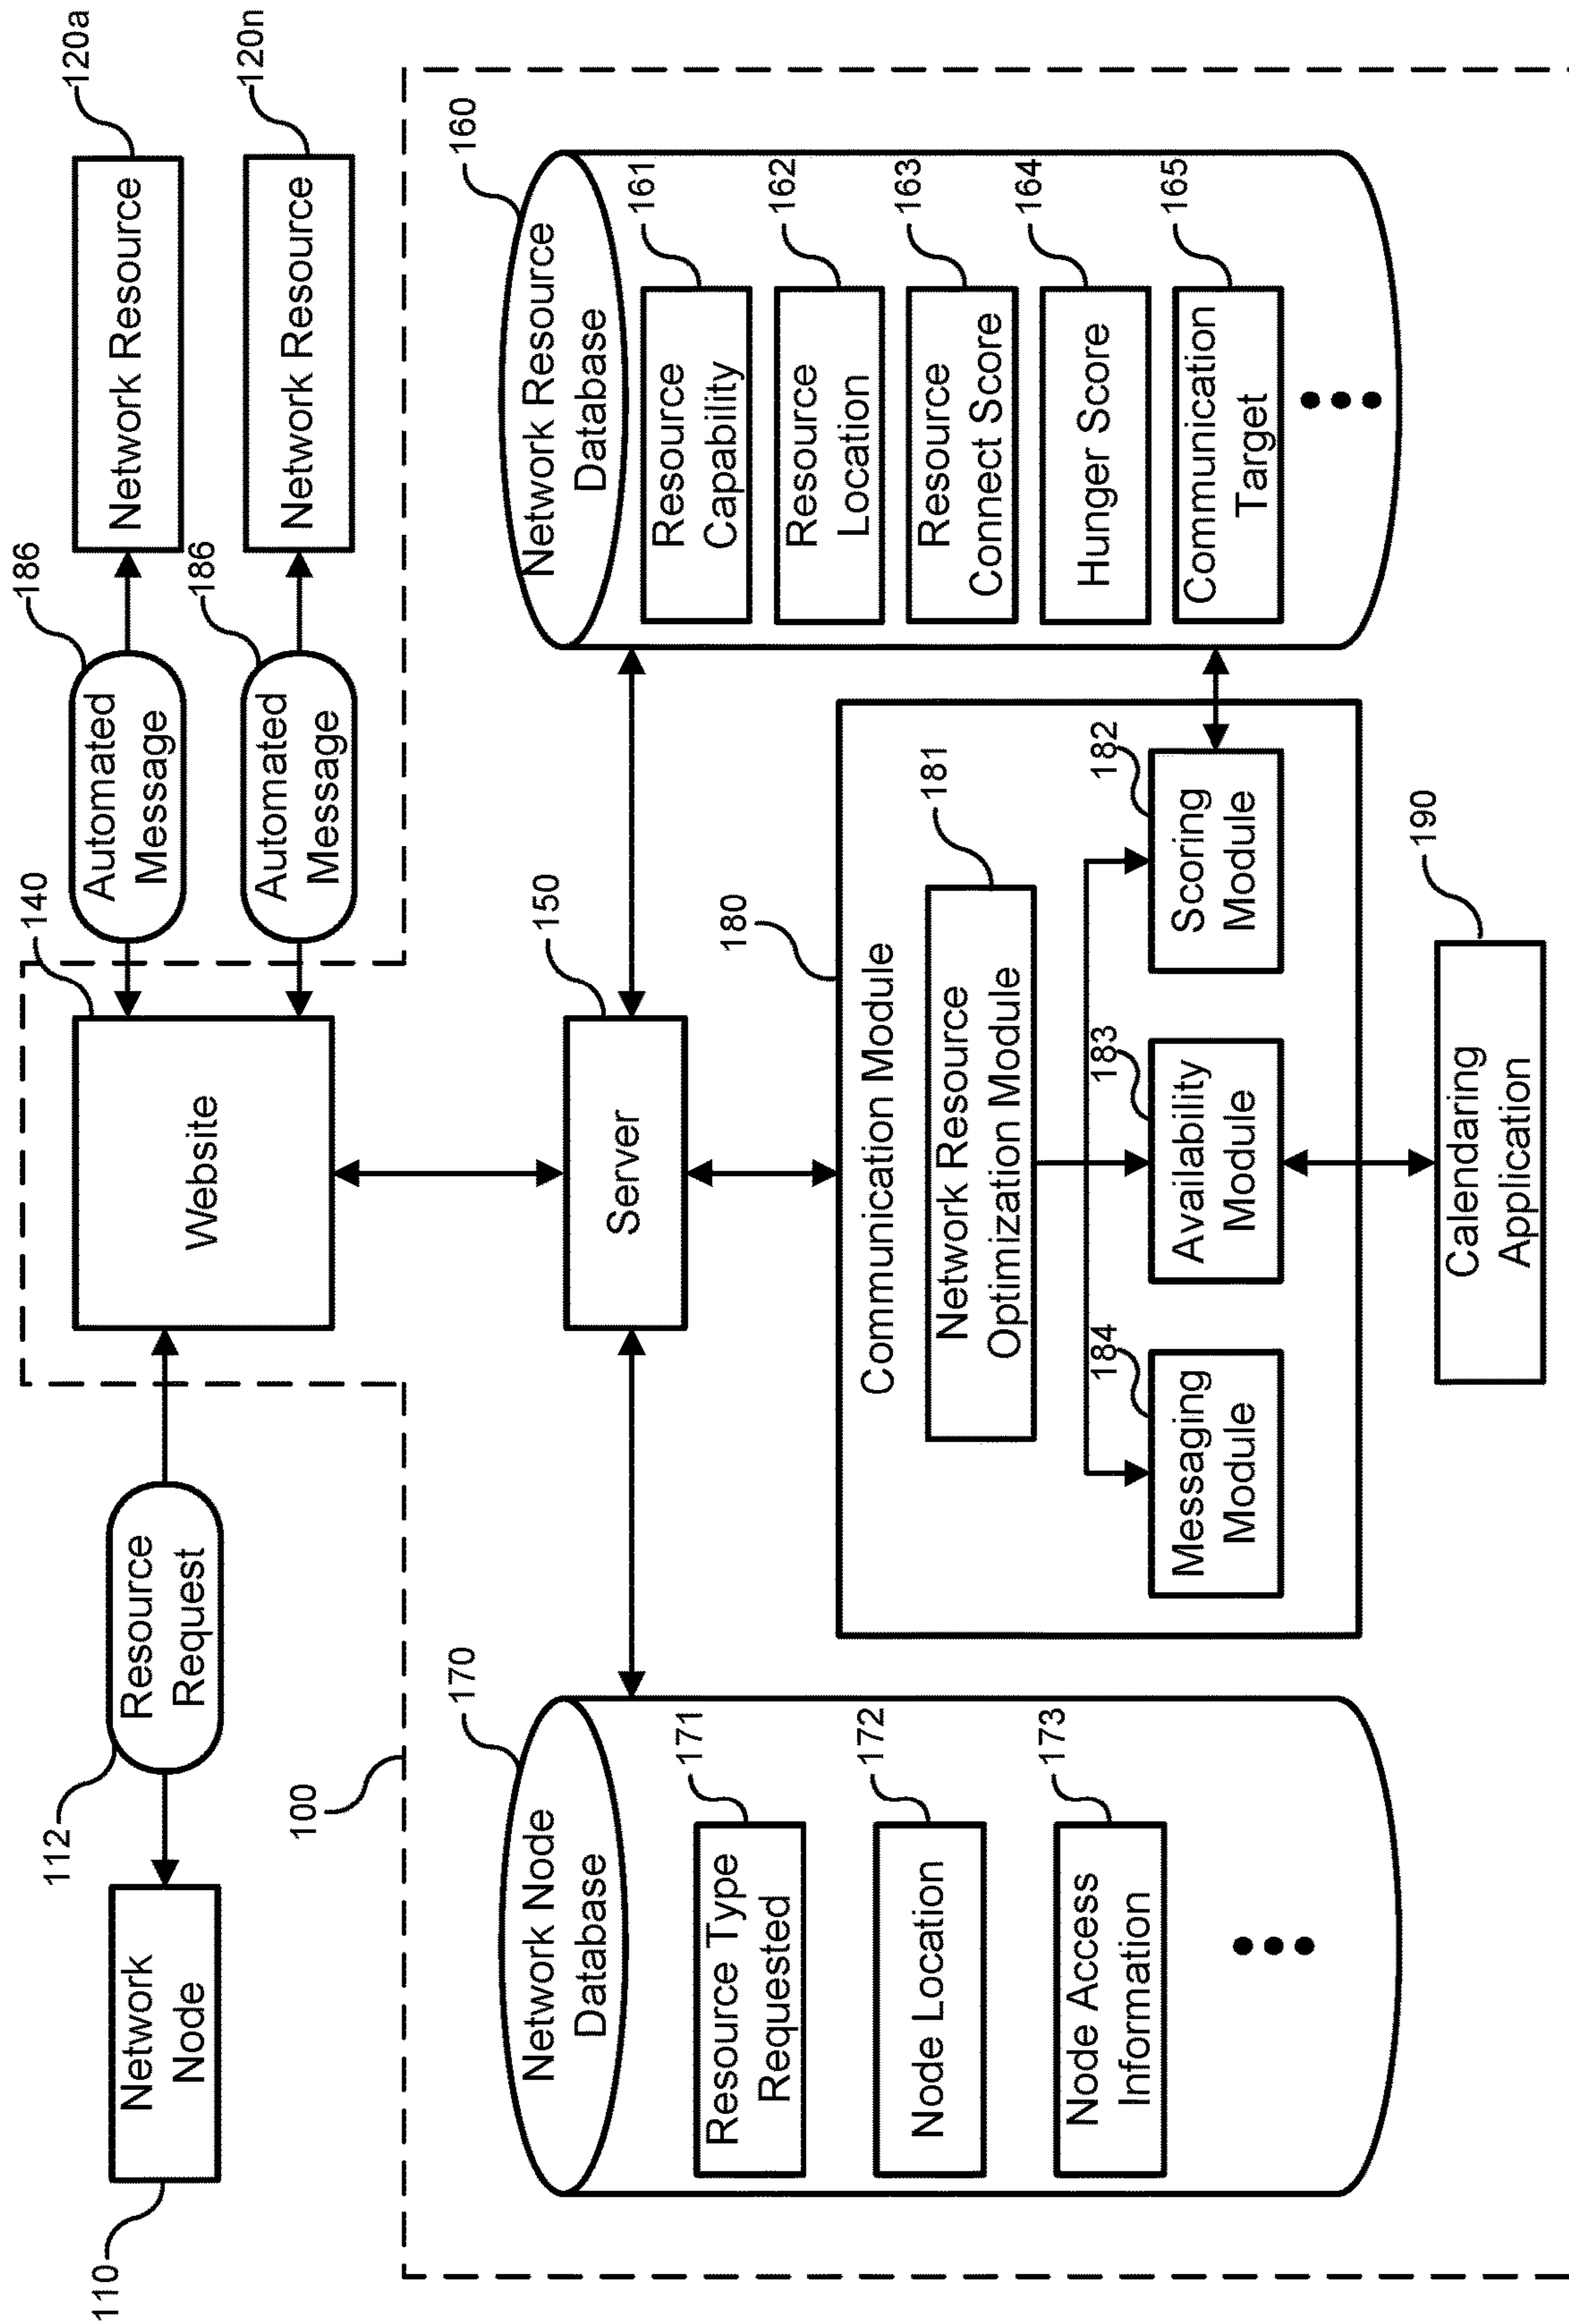 110
Network
Node
112
Resource
Request
140
Website
186
Automated
Message
120a
Network Resource
186
Automated
Message
120n
Network Resource
100
170
Network Node
Database
171
Resource Type
Requested
172
Node Location
173
Node Access
Information
150
Server
180
Communication Module
181
Network Resource
Optimization Module
184
Messaging
Module
183
Availability
Module
182
Scoring
Module
190
Calendaring
Application
160
Network Resource
Database
161
Resource
Capability
162
Resource
Location
163
Resource
Connect Score
164
Hunger Score
165
Communication
Target